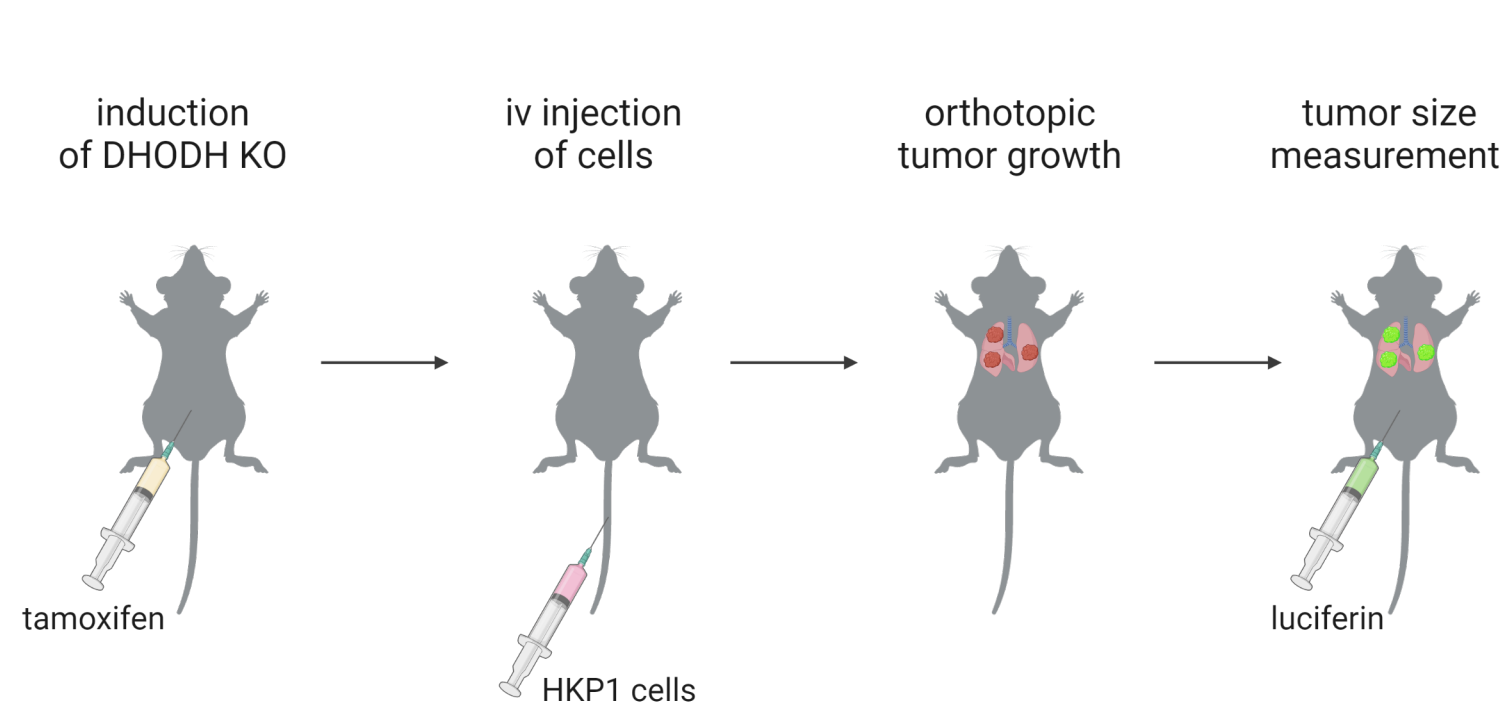 induction
of DHODH KO
iv injection
of cells
orthotopic
tumor growth
tumor size
measurement
tamoxifen
HKP1 cells
luciferin